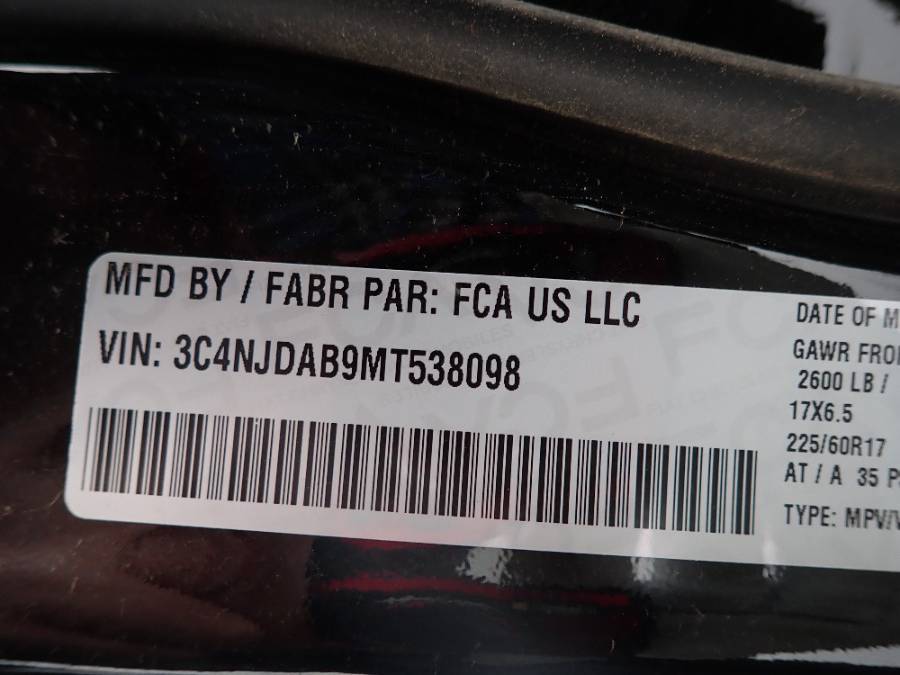 MFD BY / FABR PAR: FCA US LLC
VIN: 3C4NJDAB9MT538098
DATE OF M
GAWR FRO
2600 LB /
17X6.5
225/60R17
AT / A 35 P
TYPE: MPV/